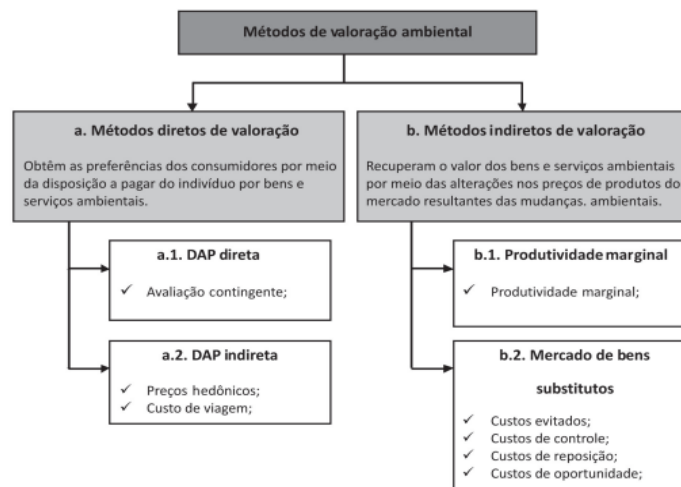 Métodos de valoração ambiental
a. Métodos diretos de valoração
Obtêm as preferências dos consumidores por meio
da disposição a pagar do indivíduo por bens e
serviços ambientais.
b. Métodos indiretos de valoração
Recuperam o valor dos bens e serviços ambientais
por meio das alterações nos preços de produtos do
mercado resultantes das mudanças. ambientais.
a.1. DAP direta
✓ Avaliação contingente;
b.1. Produtividade marginal
✓ Produtividade marginal;
a.2. DAP indireta
✓ Preços hedônicos;
✓ Custo de viagem;
b.2. Mercado de bens
substitutos
✓ Custos evitados;
✓ Custos de controle;
✓ Custos de reposição;
✓ Custos de oportunidade;